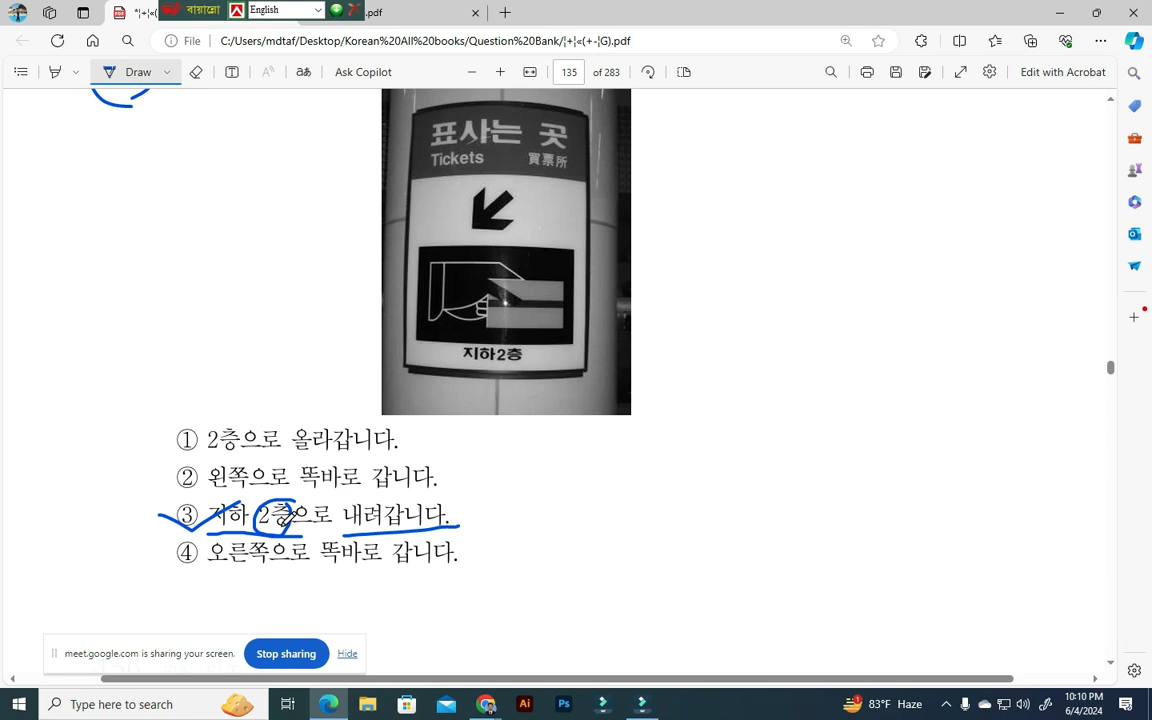 বায়ান্নো
English
.pdf
File
C:/Users/mdtaf/Desktop/Korean%20All%20books/Question%20Bank/¦+¦«(+-¦G).pdf
Draw
Ask Copilot
135
of 283
Edit with Acrobat
표사는 곳
Tickets
買票所
지하2층
① 2층으로 올라갑니다.
② 왼쪽으로 똑바로 갑니다.
③ 지하 2층으로 내려갑니다.
④ 오른쪽으로 똑바로 갑니다.
meet.google.com is sharing your screen.
Stop sharing
Hide
Type here to search
83°F Haze
10:10 PM
6/4/2024